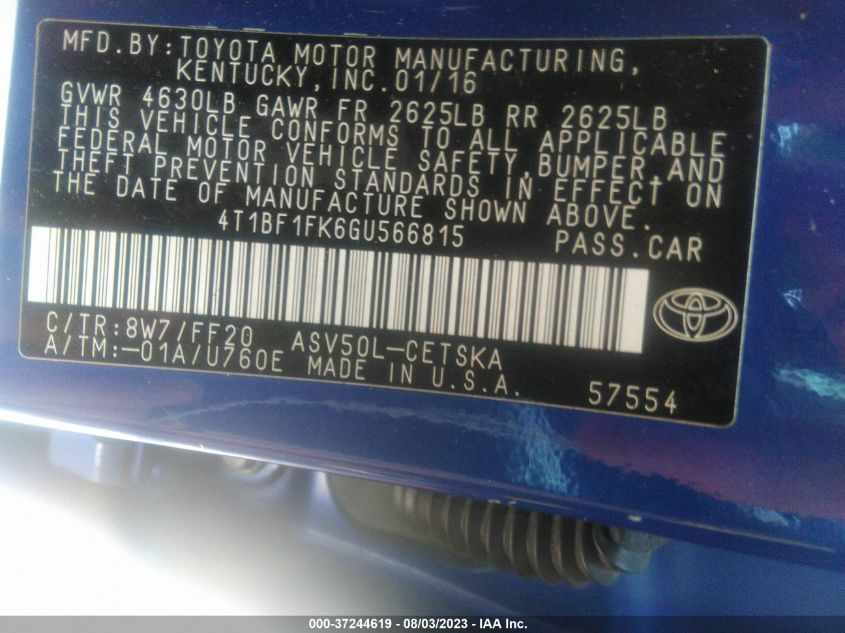 MFD.BY:TOYOTA MOTOR MANUFACTURING,
KENTUCKY,INC.01/16
GVWR 4630LB GAWR FR 2625LB RR 2625LB
THIS VEHICLE CONFORMS TO ALL APPLICABLE
FEDERAL MOTOR VEHICLE SAFETY,BUMPER,AND
THEFT PREVENTION STANDARDS IN EFFECT ON
THE DATE OF MANUFACTURE SHOWN ABOVE.
4T1BF1FK6GU566815 PASS.CAR
C/TR:8W7/FF20 ASV50L-CETSKA
A/TM:-01A/U760E MADE IN U.S.A. 57554
000-37244619 - 08/03/2023 - IAA Inc.